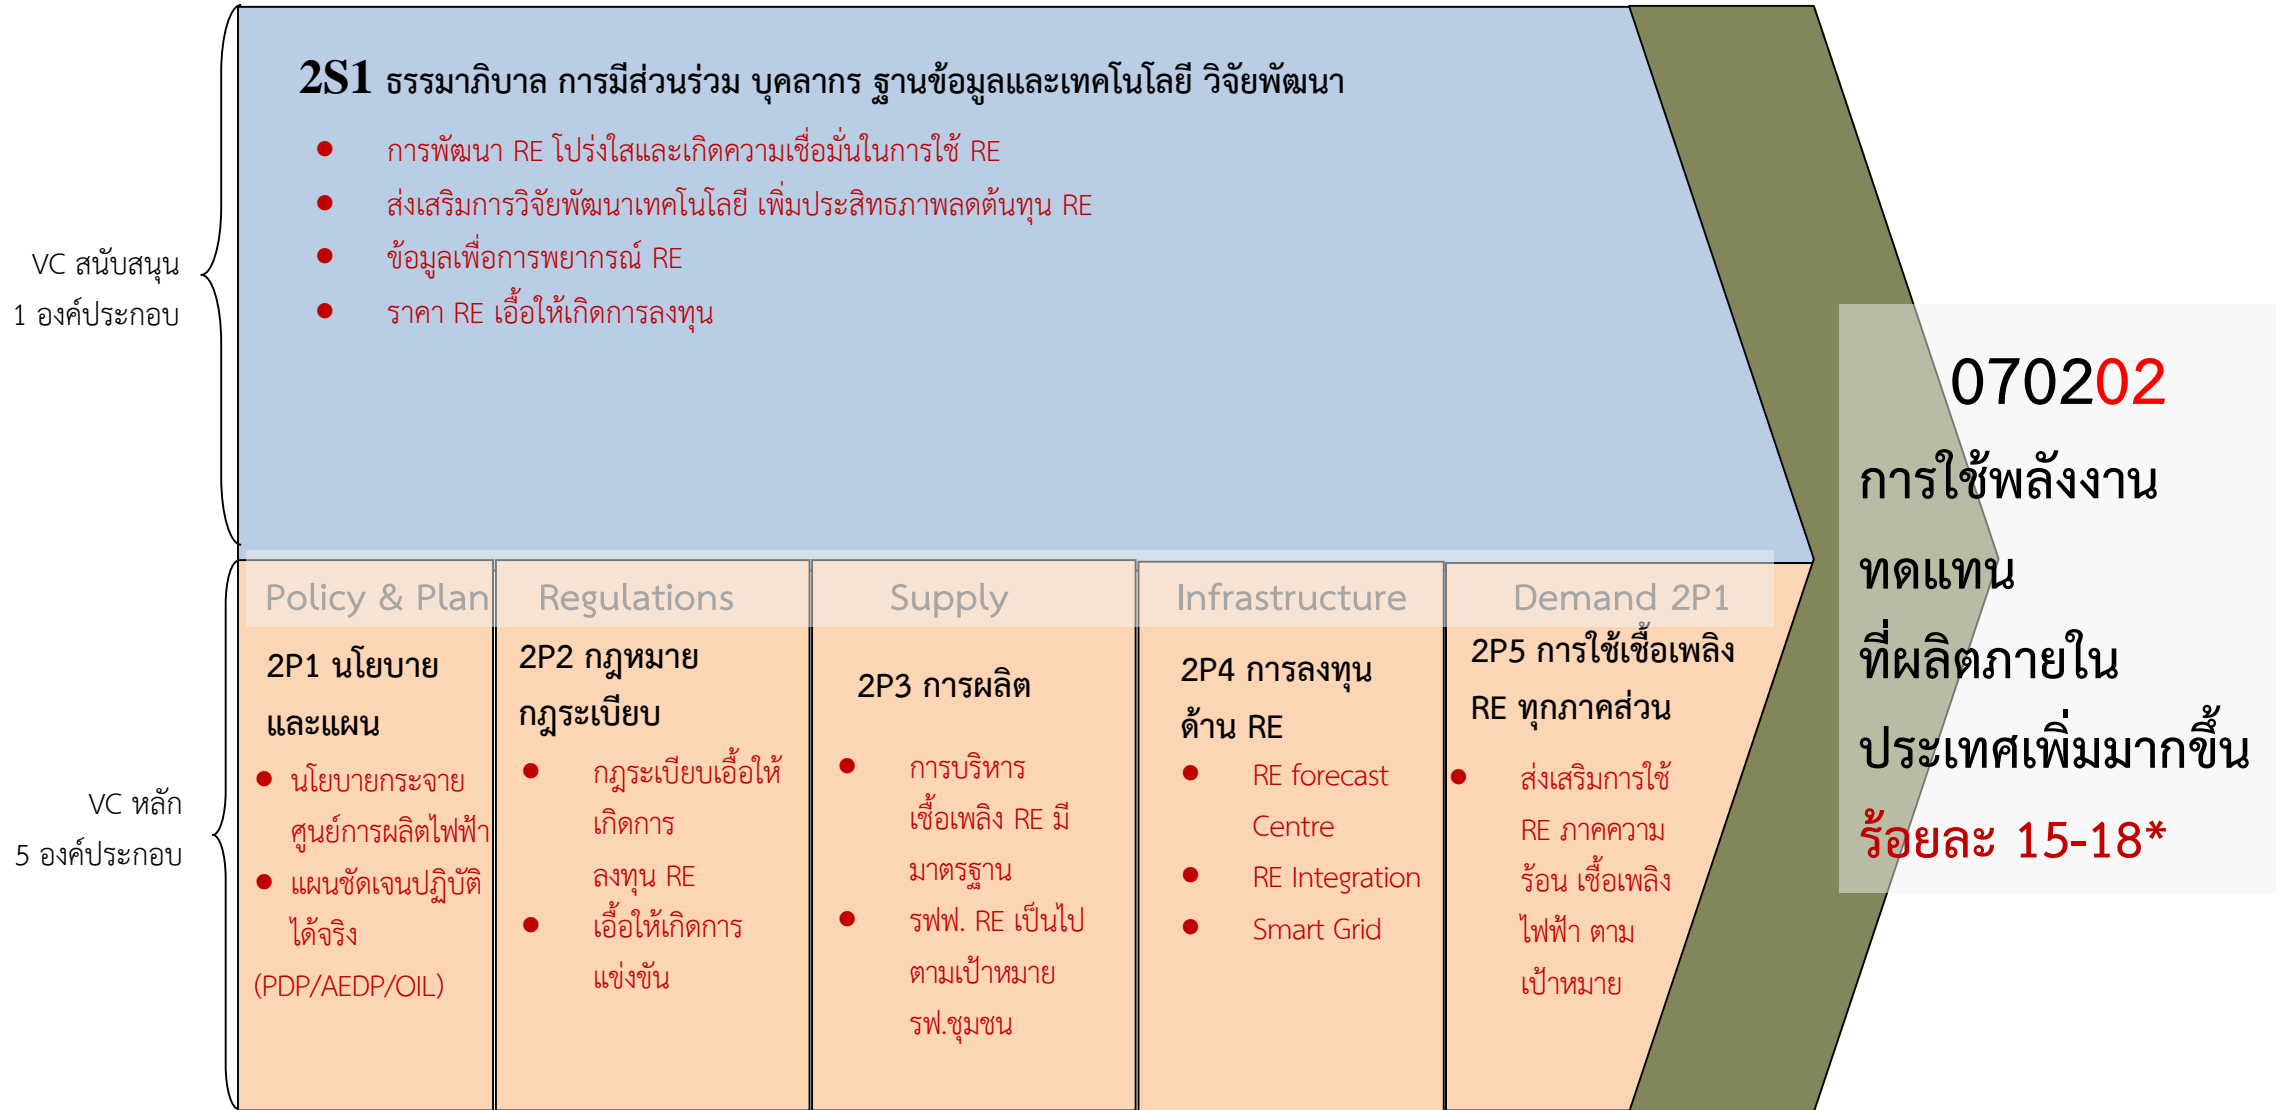 2S1 ธรรมาภิบาล การมีส่วนร่วม บุคลากร ฐานข้อมูลและเทคโนโลยี วิจัยพัฒนา
● การพัฒนา RE โปร่งใสและเกิดความเชื่อมั่นในการใช้ RE
● ส่งเสริมการวิจัยพัฒนาเทคโนโลยี เพิ่มประสิทธภาพลดต้นทุน RE
● ข้อมูลเพื่อการพยากรณ์ RE
● ราคา RE เอื้อให้เกิดการลงทุน
VC สนับสนุน
1 องค์ประกอบ
VC หลัก
5 องค์ประกอบ
Policy & Plan
2P1 นโยบาย
และแผน
● นโยบายกระจาย
ศูนย์การผลิตไฟฟ้า
● แผนชัดเจนปฏิบัติ
ได้จริง
(PDP/AEDP/OIL)
Regulations
2P2 กฎหมาย
กฎระเบียบ
● กฎระเบียบเอื้อให้
เกิดการ
ลงทุน RE
● เอื้อให้เกิดการ
แข่งขัน
Supply
2P3 การผลิต
● การบริหาร
เชื้อเพลิง RE มี
มาตรฐาน
● รฟฟ. RE เป็นไป
ตามเป้าหมาย
รฟ.ชุมชน
Infrastructure
2P4 การลงทุน
ด้าน RE
● RE forecast
Centre
● RE Integration
● Smart Grid
Demand 2P1
2P5 การใช้เชื้อเพลิง
RE ทุกภาคส่วน
● ส่งเสริมการใช้
RE ภาคความ
ร้อน เชื้อเพลิง
ไฟฟ้า ตาม
เป้าหมาย
070202
การใช้พลังงาน
ทดแทน
ที่ผลิตภายใน
ประเทศเพิ่มมากขึ้น
ร้อยละ 15-18*